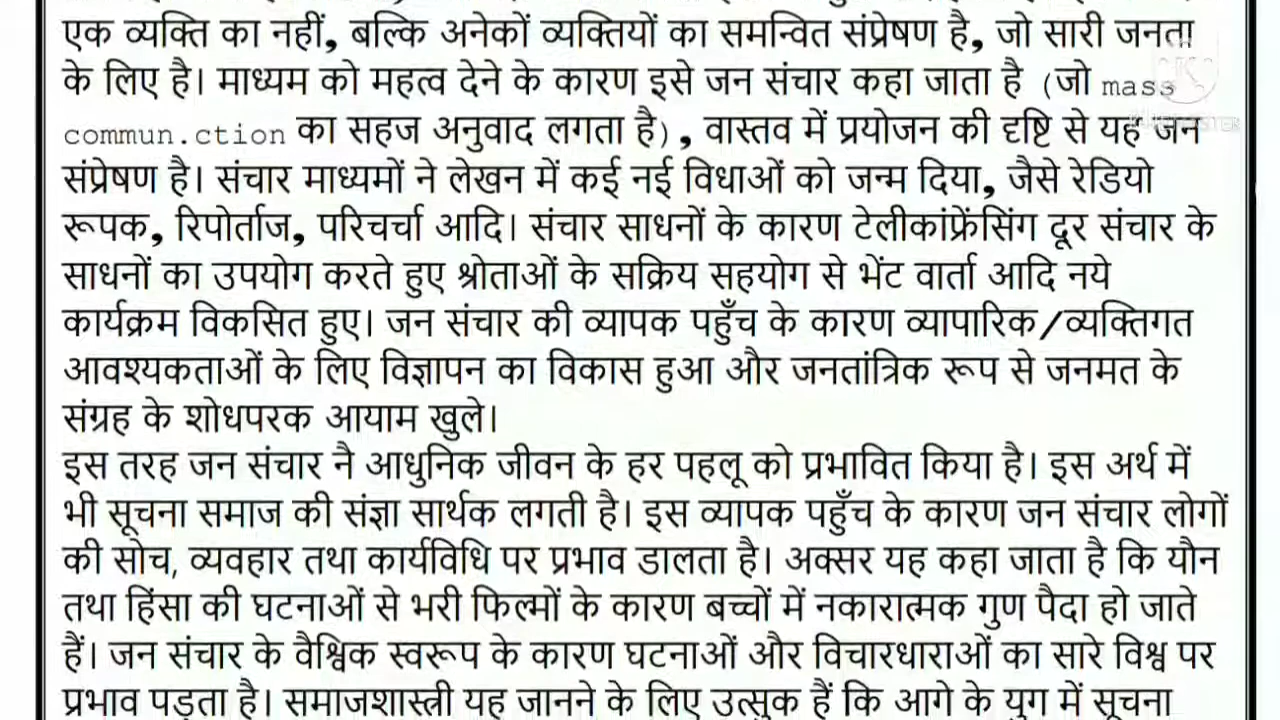 एक व्यक्ति का नहीं, बल्कि अनेकों व्यक्तियों का समन्वित संप्रेषण है, जो सारी जनता
के लिए है। माध्यम को महत्व देने के कारण इसे जन संचार कहा जाता है (जो mass
commun.ction का सहज अनुवाद लगता है), वास्तव में प्रयोजन की दृष्टि से यह जन
संप्रेषण है। संचार माध्यमों ने लेखन में कई नई विधाओं को जन्म दिया, जैसे रेडियो
रूपक, रिपोर्ताज, परिचर्चा आदि। संचार साधनों के कारण टेलीकांफ्रेंसिंग दूर संचार के
साधनों का उपयोग करते हुए श्रोताओं के सक्रिय सहयोग से भेंट वार्ता आदि नये
कार्यक्रम विकसित हुए। जन संचार की व्यापक पहुँच के कारण व्यापारिक/व्यक्तिगत
आवश्यकताओं के लिए विज्ञापन का विकास हुआ और जनतांत्रिक रूप से जनमत के
संग्रह के शोधपरक आयाम खुले।
इस तरह जन संचार नै आधुनिक जीवन के हर पहलू को प्रभावित किया है। इस अर्थ में
भी सूचना समाज की संज्ञा सार्थक लगती है। इस व्यापक पहुँच के कारण जन संचार लोगों
की सोच, व्यवहार तथा कार्यविधि पर प्रभाव डालता है। अक्सर यह कहा जाता है कि यौन
तथा हिंसा की घटनाओं से भरी फिल्मों के कारण बच्चों में नकारात्मक गुण पैदा हो जाते
हैं। जन संचार के वैश्विक स्वरूप के कारण घटनाओं और विचारधाराओं का सारे विश्व पर
प्रभाव पड़ता है। समाजशास्त्री यह जानने के लिए उत्सुक हैं कि आगे के युग में सूचना